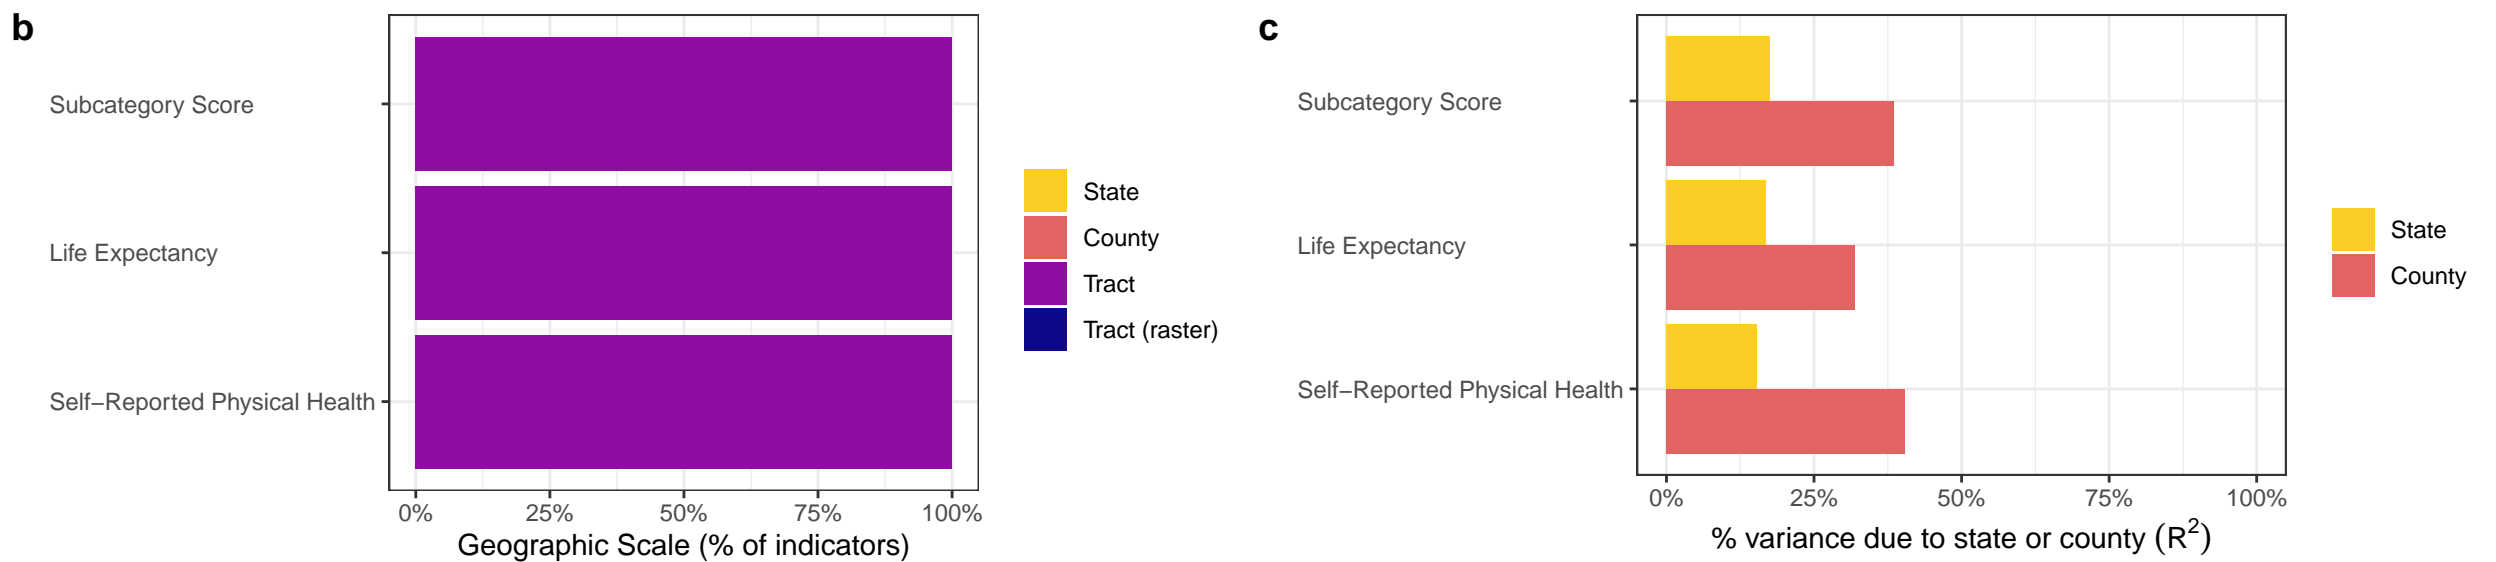 b
Subcategory Score
Life Expectancy
Self−Reported Physical Health
0% 25% 50% 75% 100%
Geographic Scale (% of indicators)
State
County
Tract
Tract (raster)
c
Subcategory Score
Life Expectancy
Self−Reported Physical Health
0% 25% 50% 75% 100%
% variance due to state or county (R²)
State
County